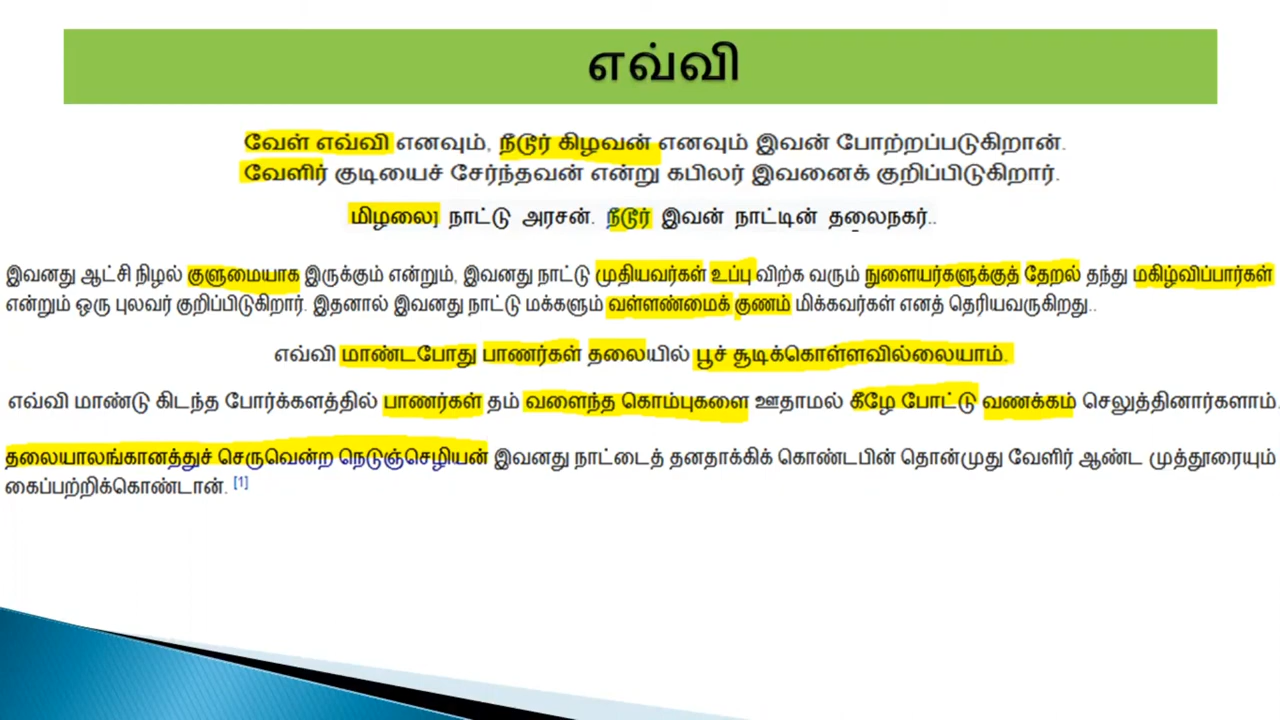 எவ்வி
வேள் எவ்வி எனவும், நீடூர் கிழவன் எனவும் இவன் போற்றப்படுகிறான்.
வேளிர் குடியைச் சேர்ந்தவன் என்று கபிலர் இவனைக் குறிப்பிடுகிறார்.
மிழலை] நாட்டு அரசன். நீடூர் இவன் நாட்டின் தலைநகர்..
இவனது ஆட்சி நிழல் குளுமையாக இருக்கும் என்றும், இவனது நாட்டு முதியவர்கள் உப்பு விற்க வரும் நுளையர்களுக்குத் தேறல் தந்து மகிழ்விப்பார்கள்
என்றும் ஒரு புலவர் குறிப்பிடுகிறார். இதனால் இவனது நாட்டு மக்களும் வள்ளண்மைக் குணம் மிக்கவர்கள் எனத் தெரியவருகிறது..
எவ்வி மாண்டபோது பாணர்கள் தலையில் பூச் சூடிக்கொள்ளவில்லையாம்.
எவ்வி மாண்டு கிடந்த போர்க்களத்தில் பாணர்கள் தம் வளைந்த கொம்புகளை ஊதாமல் கீழே போட்டு வணக்கம் செலுத்தினார்களாம்.
தலையாலங்கானத்துச் செருவென்ற நெடுஞ்செழியன் இவனது நாட்டைத் தனதாக்கிக் கொண்டபின் தொன்முது வேளிர் ஆண்ட முத்தூரையும்
கைப்பற்றிக்கொண்டான். [1]